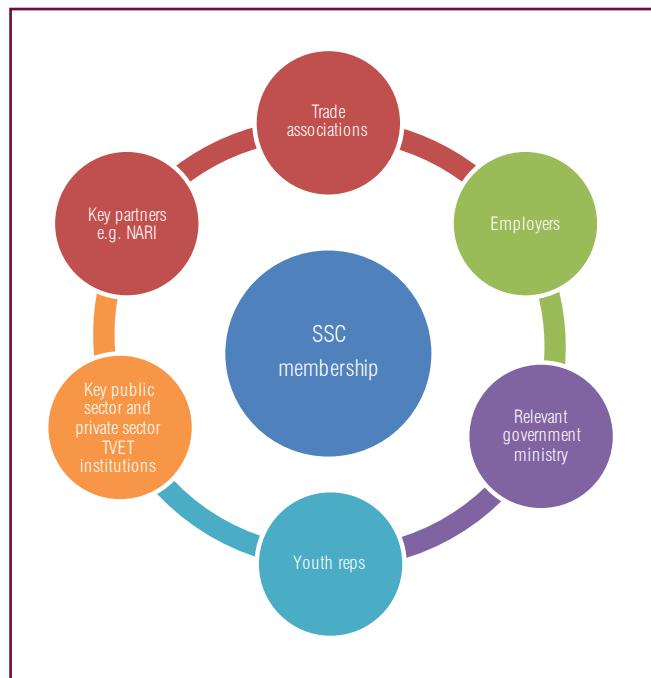 Trade
associations
Key partners
e.g. NARI
Employers
SSC
membership
Key public
sector and
private sector
TVET
institutions
Relevant
government
ministry
Youth reps